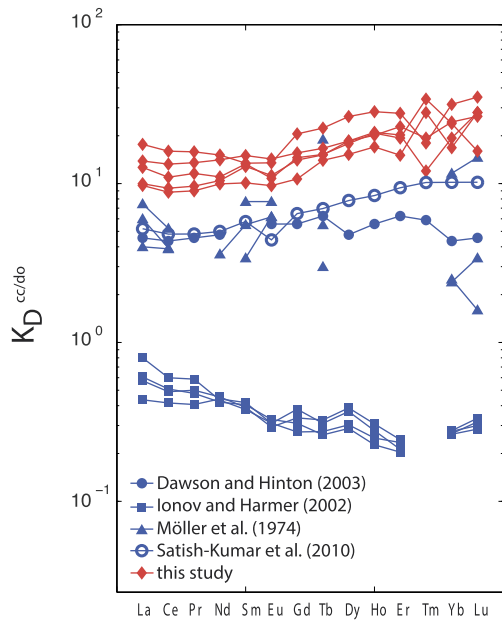 10²
10¹
10⁰
10⁻¹
K_D cc/do
Dawson and Hinton (2003)
Ionov and Harmer (2002)
Möller et al. (1974)
Satish-Kumar et al. (2010)
this study
La Ce Pr Nd Sm Eu Gd Tb Dy Ho Er Tm Yb Lu